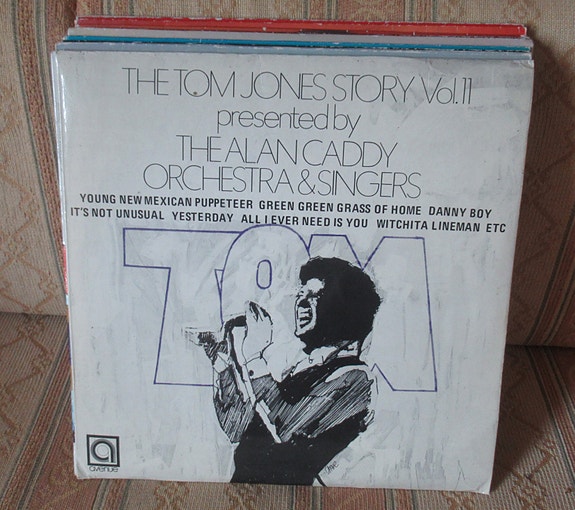 THE TOM JONES STORY Vol.11
presented by
THE ALAN CADDY
ORCHESTRA & SINGERS
YOUNG NEW MEXICAN PUPPETEER GREEN GREEN GRASS OF HOME DANNY BOY
IT'S NOT UNUSUAL YESTERDAY ALL I EVER NEED IS YOU WITCHITA LINEMAN ETC
TOM
a
avenue